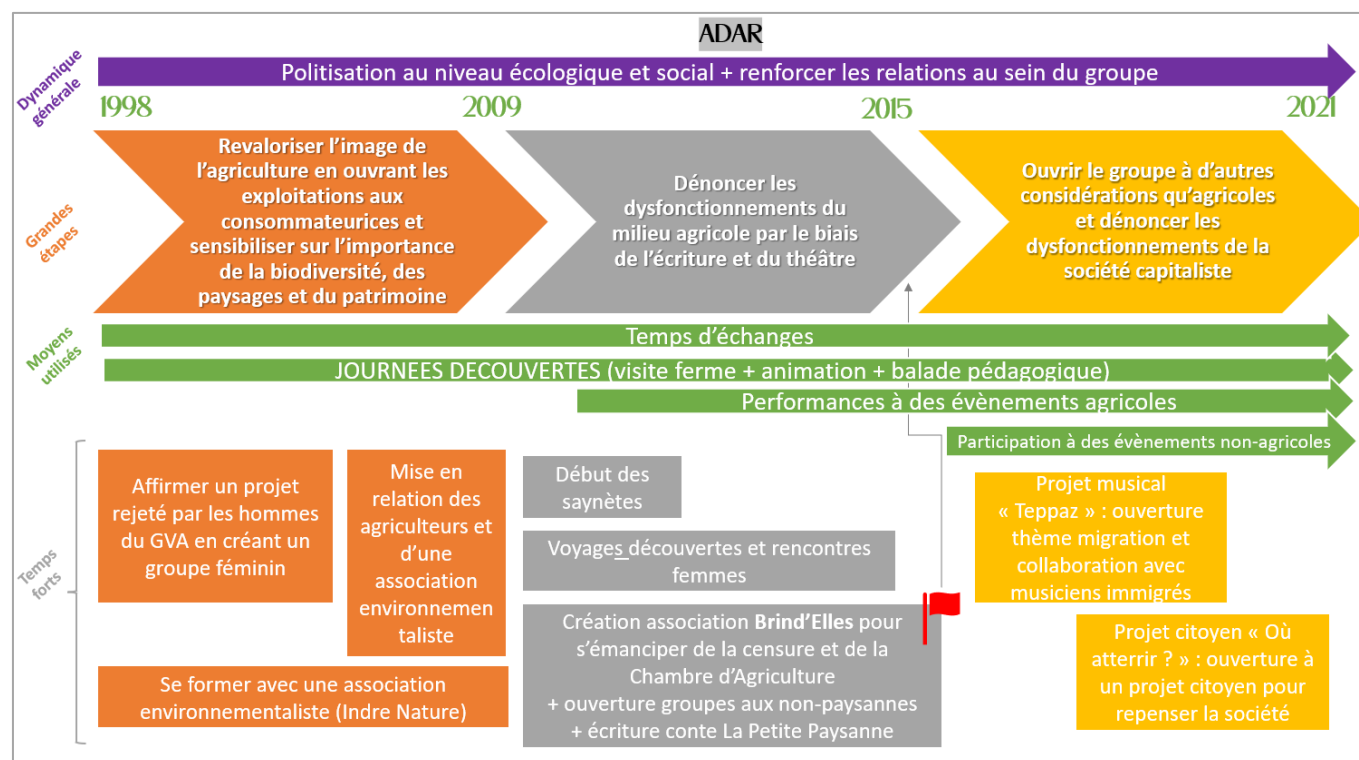 ADAR
Dynamique
générale
Politisation au niveau écologique et social + renforcer les relations au sein du groupe
1998
2009
2015
2021
Grandes
étapes
Revaloriser l’image de
l’agriculture en ouvrant les
exploitations aux
consommateurices et
sensibiliser sur l’importance
de la biodiversité, des
paysages et du patrimoine
Dénoncer les
dysfonctionnements du
milieu agricole par le biais
de l’écriture et du théâtre
Ouvrir le groupe à d’autres
considérations qu’agricoles
et dénoncer les
dysfonctionnements de la
société capitaliste
Moyens
utilisés
Temps d’échanges
JOURNEES DECOUVERTES (visite ferme + animation + balade pédagogique)
Performances à des évènements agricoles
Participation à des évènements non-agricoles
Temps
forts
Affirmer un projet
rejeté par les hommes
du GVA en créant un
groupe féminin
Mise en
relation des
agriculteurs et
d’une
association
environnemen
taliste
Se former avec une association
environnementaliste (Indre Nature)
Début des
saynètes
Voyages découvertes et rencontres
femmes
Création association Brind’Elles pour
s’émanciper de la censure et de la
Chambre d’Agriculture
+ ouverture groupes aux non-paysannes
+ écriture conte La Petite Paysanne
Projet musical
« Teppaz » : ouverture
thème migration et
collaboration avec
musiciens immigrés
Projet citoyen « Où
atterrir ? » : ouverture à
un projet citoyen pour
repenser la société